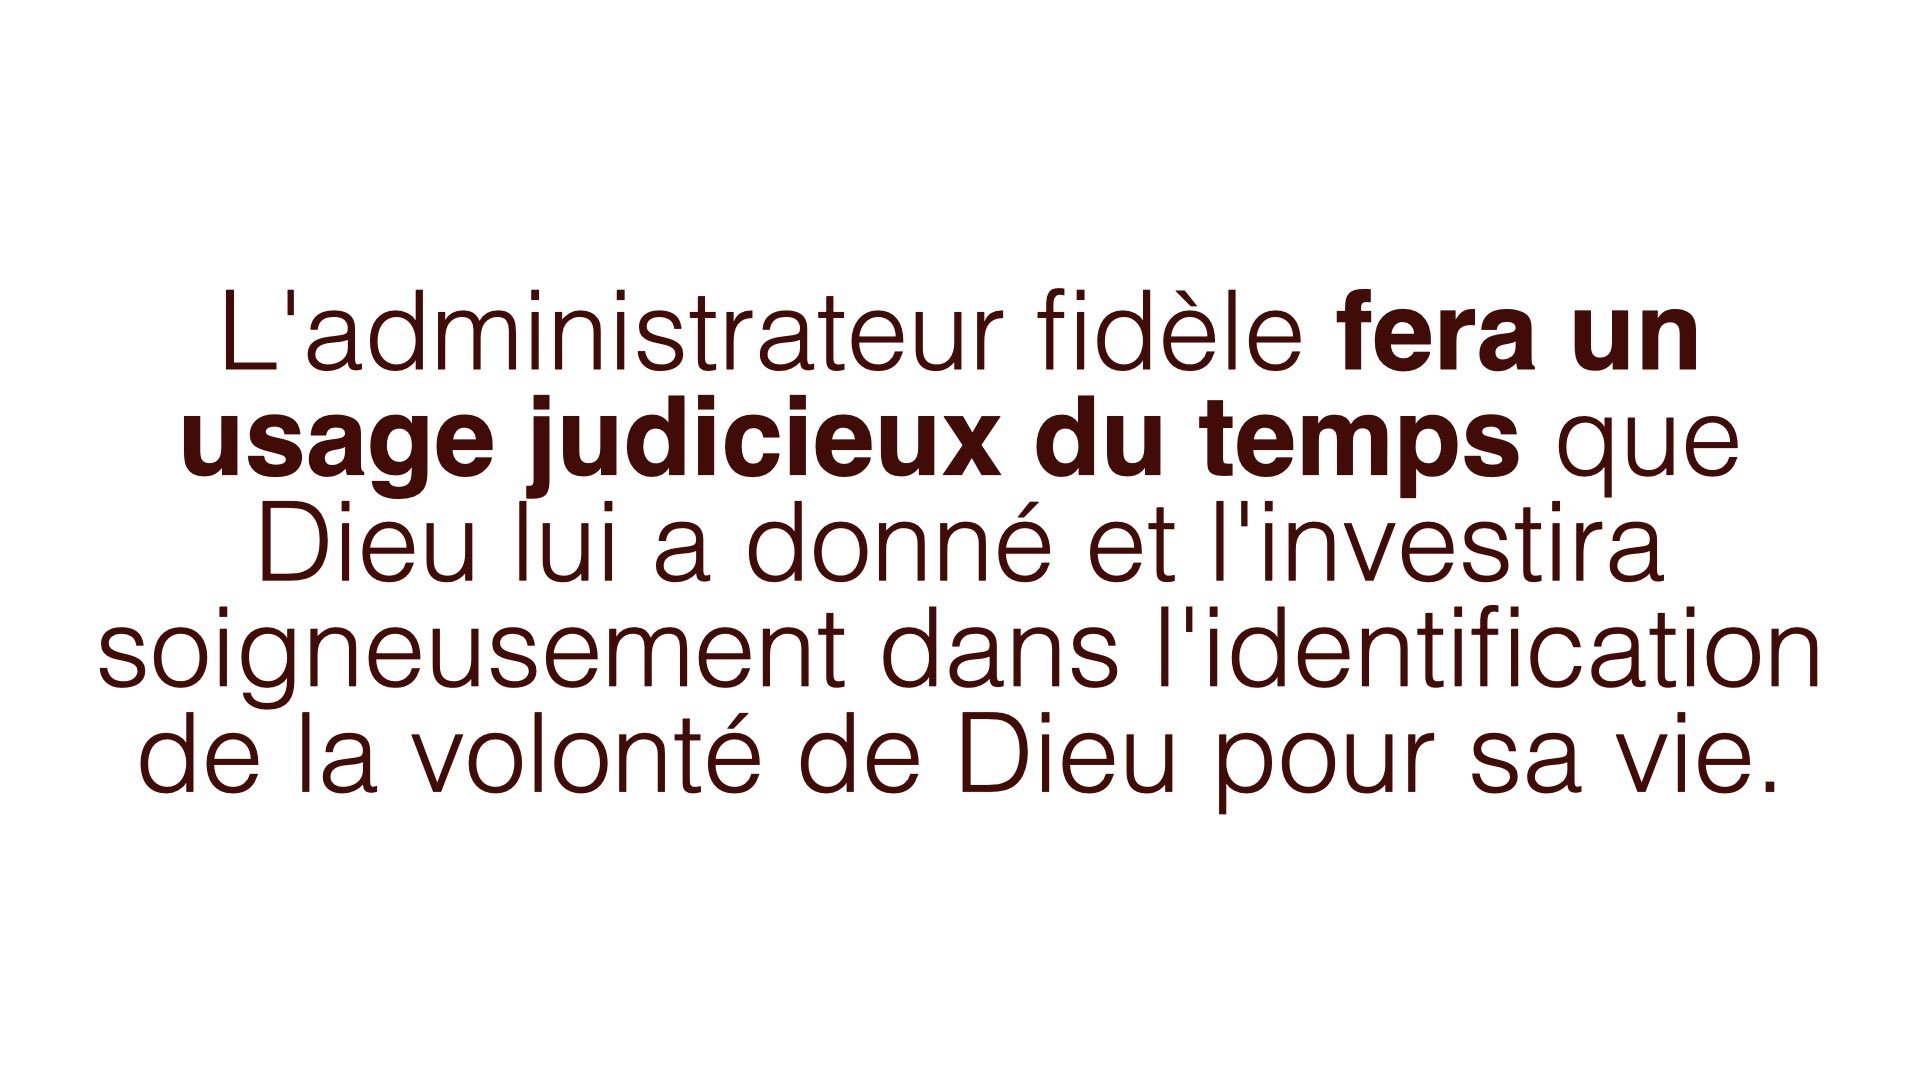 L'administrateur fidèle fera un
usage judicieux du temps que
Dieu lui a donné et l'investira
soigneusement dans l'identification
de la volonté de Dieu pour sa vie.